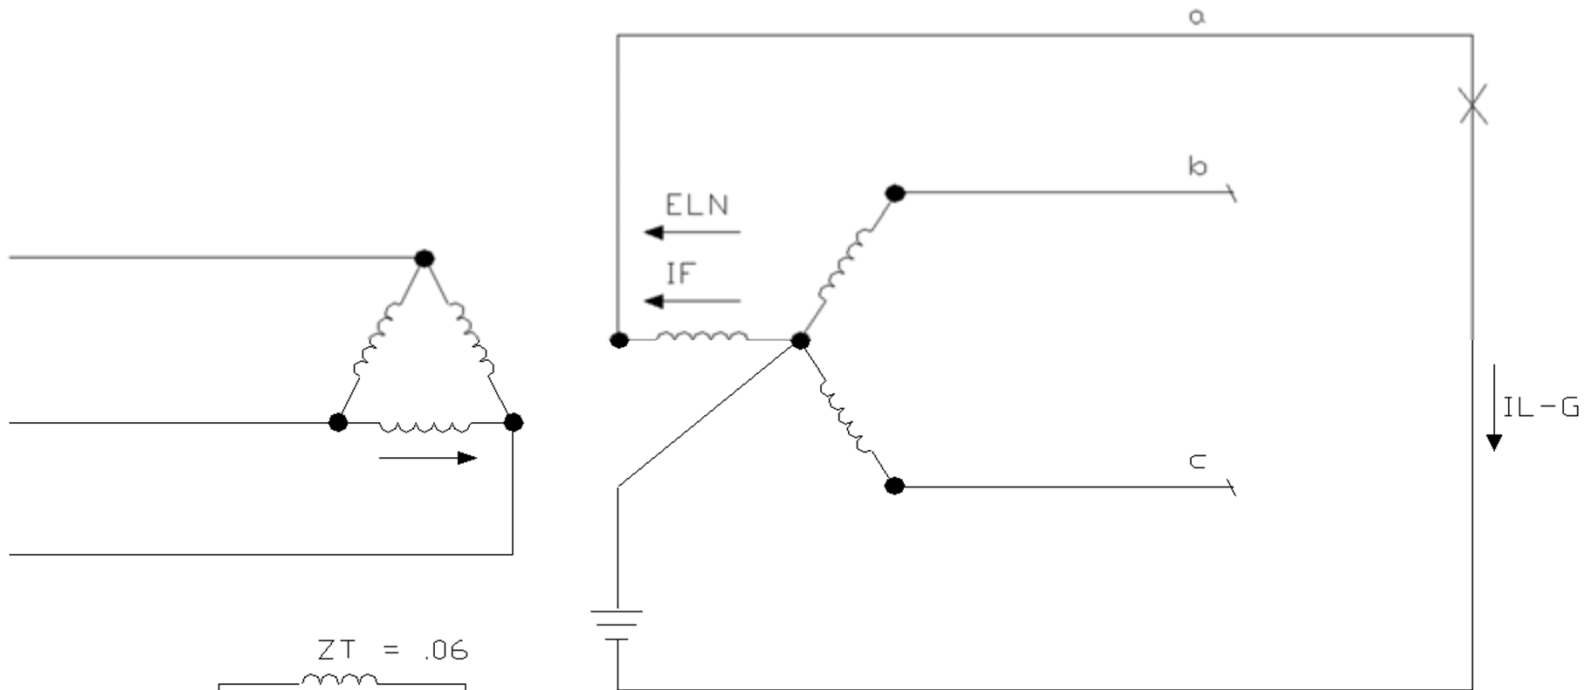 a
b
ELN
IF
IL-G
c
ZT = .06